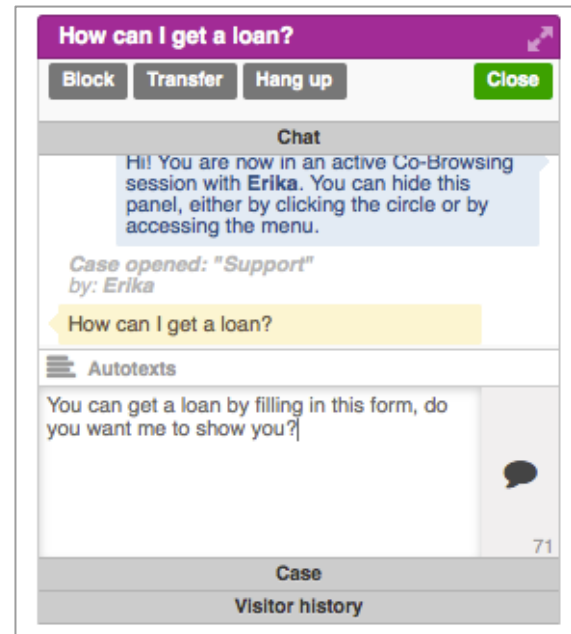 How can I get a loan?
Block Transfer Hang up Close
Chat
Hi! You are now in an active Co-Browsing
session with Erika. You can hide this
panel, either by clicking the circle or by
accessing the menu.
Case opened: "Support"
by: Erika
How can I get a loan?
Autotexts
You can get a loan by filling in this form, do
you want me to show you?
71
Case
Visitor history